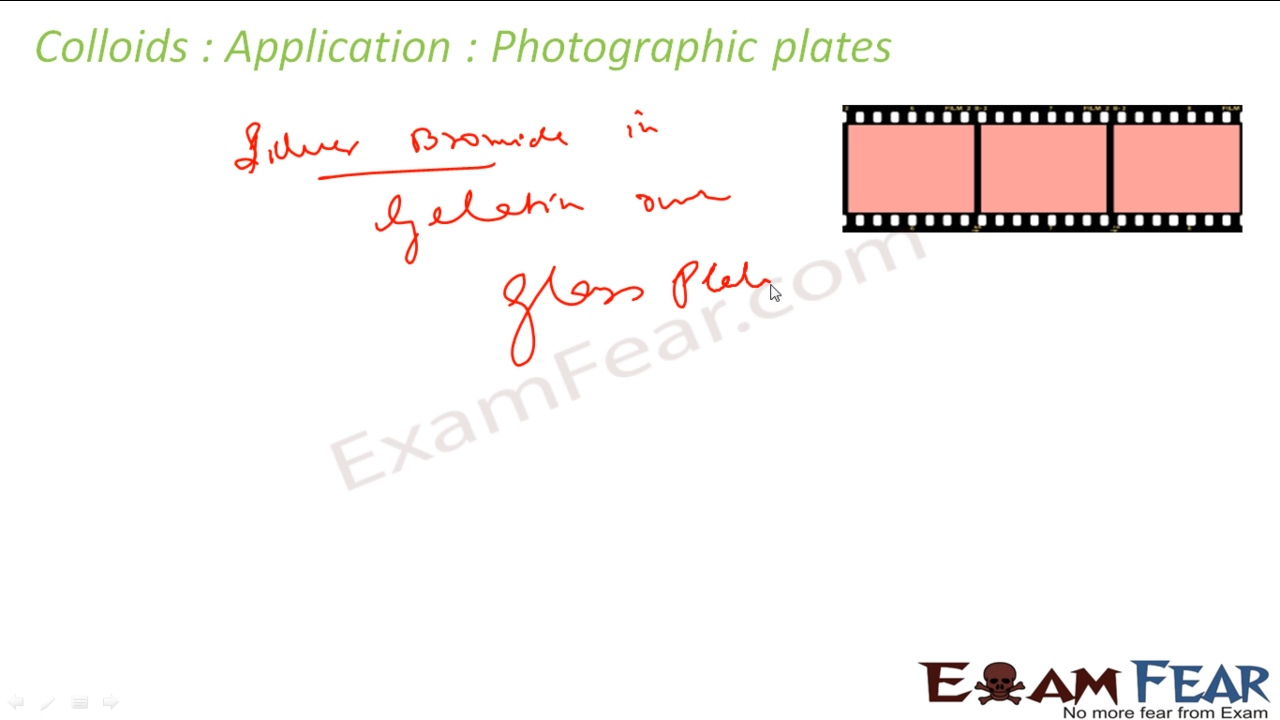 Colloids : Application : Photographic plates
Silver Bromide in
Gelatin over
glass Plate
ExamFear.com
EXAM FEAR
No more fear from Exam